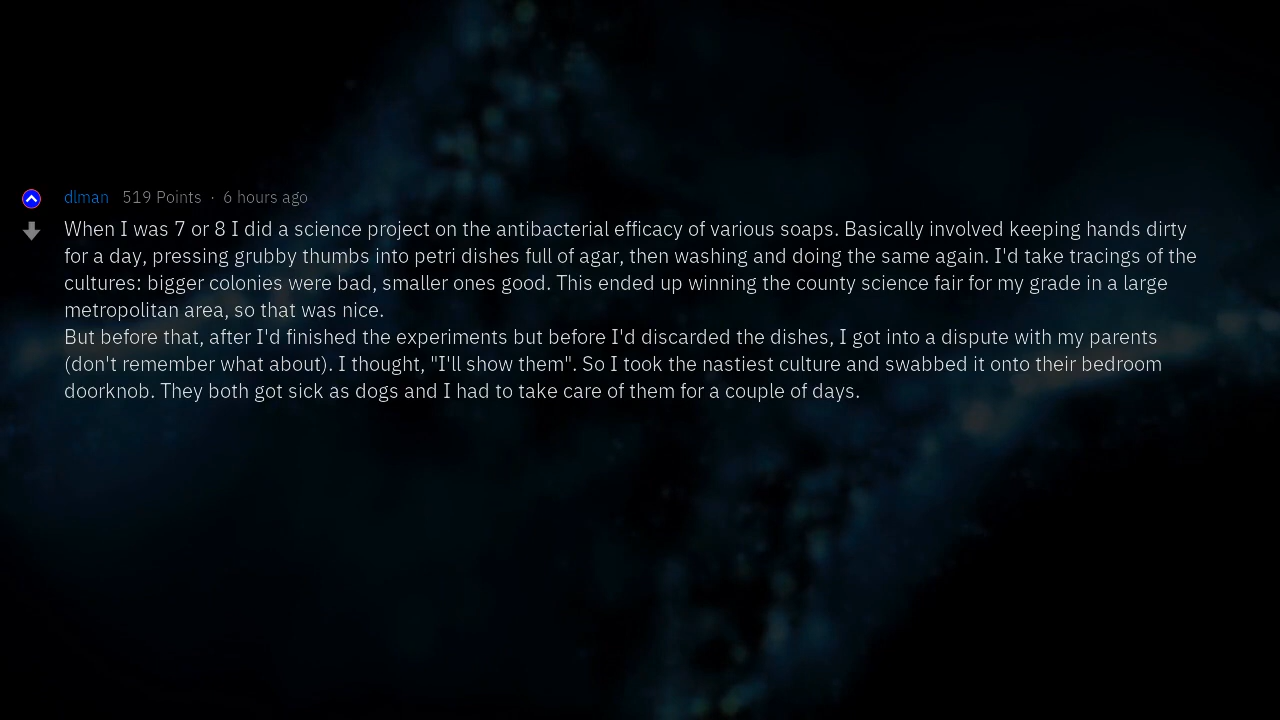 dlman 519 Points · 6 hours ago
When I was 7 or 8 I did a science project on the antibacterial efficacy of various soaps. Basically involved keeping hands dirty
for a day, pressing grubby thumbs into petri dishes full of agar, then washing and doing the same again. I'd take tracings of the
cultures: bigger colonies were bad, smaller ones good. This ended up winning the county science fair for my grade in a large
metropolitan area, so that was nice.
But before that, after I'd finished the experiments but before I'd discarded the dishes, I got into a dispute with my parents
(don't remember what about). I thought, "I'll show them". So I took the nastiest culture and swabbed it onto their bedroom
doorknob. They both got sick as dogs and I had to take care of them for a couple of days.